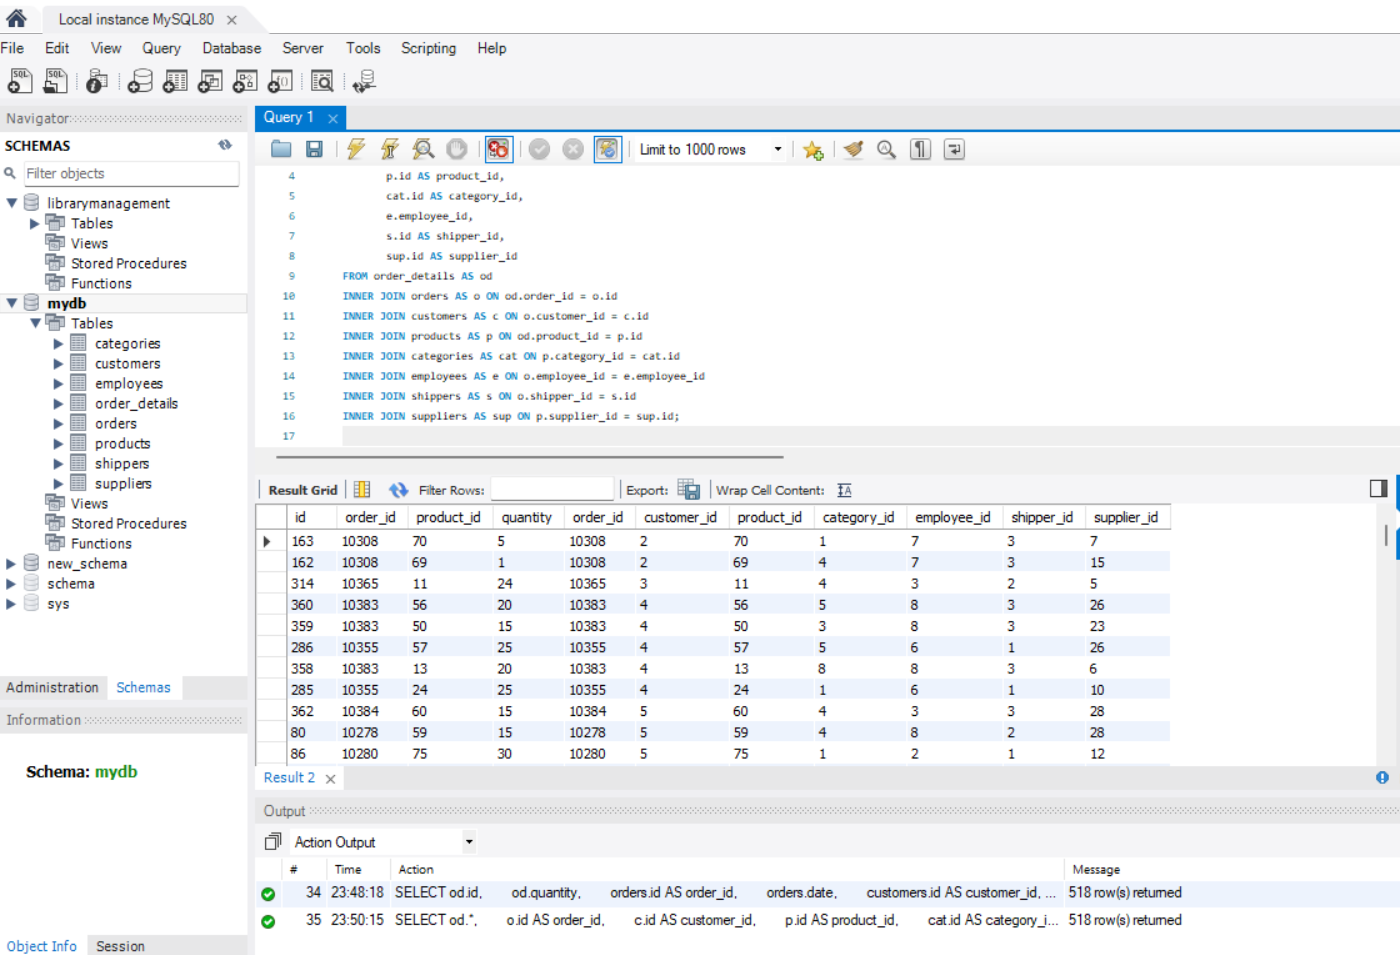 Local instance MySQL80 ×
File Edit View Query Database Server Tools Scripting Help
Navigator
SCHEMAS
Filter objects
librarymanagement
Tables
Views
Stored Procedures
Functions
mydb
Tables
categories
customers
employees
order_details
orders
products
shippers
suppliers
Views
Stored Procedures
Functions
new_schema
schema
sys
Administration Schemas
Information
Schema: mydb
Object Info Session
Query 1 ×
Limit to 1000 rows
4 p.id AS product_id,
5 cat.id AS category_id,
6 e.employee_id,
7 s.id AS shipper_id,
8 sup.id AS supplier_id
9 FROM order_details AS od
10 INNER JOIN orders AS o ON od.order_id = o.id
11 INNER JOIN customers AS c ON o.customer_id = c.id
12 INNER JOIN products AS p ON od.product_id = p.id
13 INNER JOIN categories AS cat ON p.category_id = cat.id
14 INNER JOIN employees AS e ON o.employee_id = e.employee_id
15 INNER JOIN shippers AS s ON o.shipper_id = s.id
16 INNER JOIN suppliers AS sup ON p.supplier_id = sup.id;
17
Result Grid Filter Rows: Export: Wrap Cell Content: IA
id order_id product_id quantity order_id customer_id product_id category_id employee_id shipper_id supplier_id
163 10308 70 5 10308 2 70 1 7 3 7
162 10308 69 1 10308 2 69 4 7 3 15
314 10365 11 24 10365 3 11 4 3 2 5
360 10383 56 20 10383 4 56 5 8 3 26
359 10383 50 15 10383 4 50 3 8 3 23
286 10355 57 25 10355 4 57 5 6 1 26
358 10383 13 20 10383 4 13 8 8 3 6
285 10355 24 25 10355 4 24 1 6 1 10
362 10384 60 15 10384 5 60 4 3 3 28
80 10278 59 15 10278 5 59 4 8 2 28
86 10280 75 30 10280 5 75 1 2 1 12
Result 2 ×
Output
Action Output
# Time Action Message
34 23:48:18 SELECT od.id, od.quantity, orders.id AS order_id, orders.date, customers.id AS customer_id, ... 518 row(s) returned
35 23:50:15 SELECT od.*, o.id AS order_id, c.id AS customer_id, p.id AS product_id, cat.id AS category_i... 518 row(s) returned